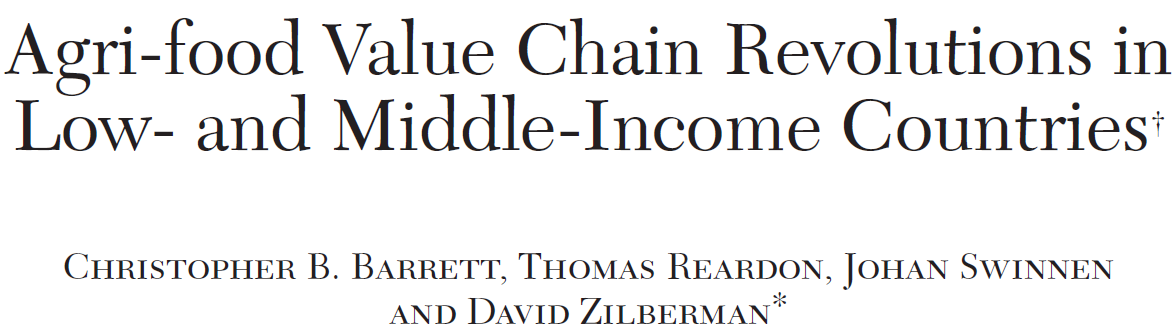 Agri-food Value Chain Revolutions in
Low- and Middle-Income Countries†
Christopher B. Barrett, Thomas Reardon, Johan Swinnen
and David Zilberman*